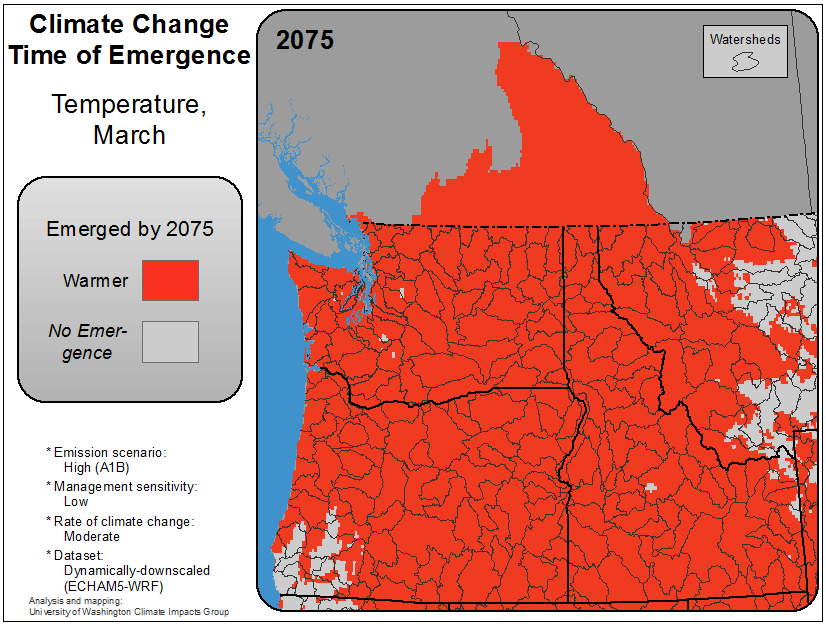 Climate Change
Time of Emergence
Temperature,
March
Emerged by 2075
Warmer
No Emer-
gence
* Emission scenario:
High (A1B)
* Management sensitivity:
Low
* Rate of climate change:
Moderate
* Dataset:
Dynamically-downscaled
(ECHAM5-WRF)
Analysis and mapping:
University of Washington Climate Impacts Group
2075
Watersheds